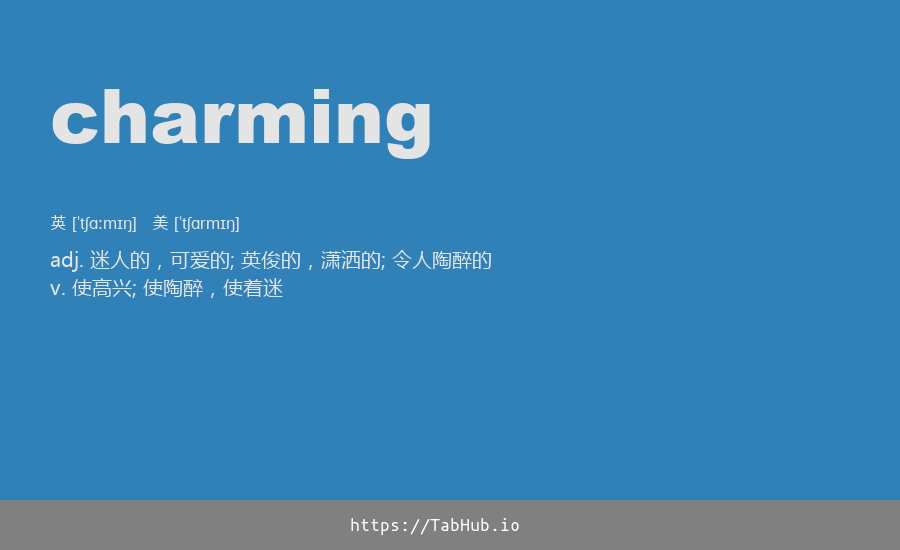 charming
英 [ˈtʃɑːmɪŋ] 美 [ˈtʃɑrmɪŋ]
adj. 迷人的，可爱的; 英俊的，潇洒的; 令人陶醉的
v. 使高兴; 使陶醉，使着迷
https://TabHub.io